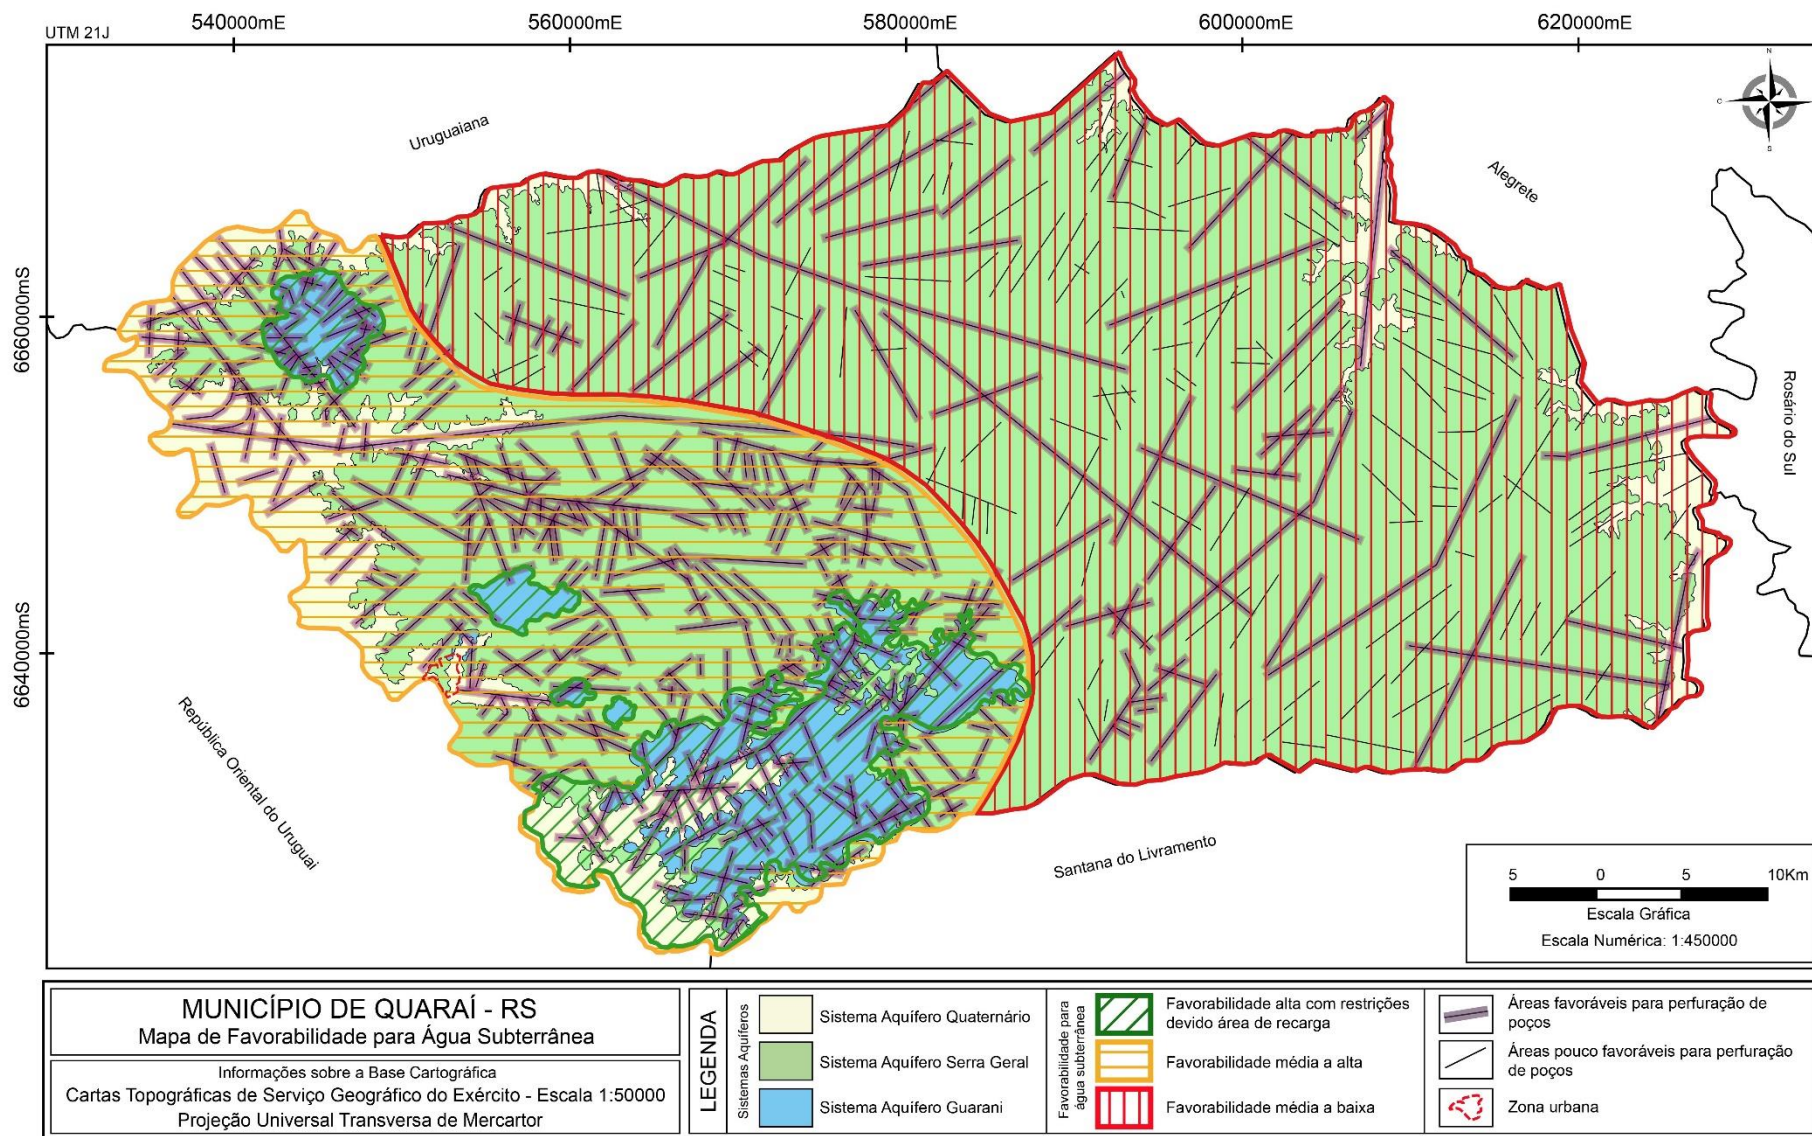 540000mE
560000mE
580000mE
600000mE
620000mE
UTM 21J
N
C
S
Uruguaiana
Alegrete
6660000mS
Rosário do Sul
6640000mS
República Oriental do Uruguai
Santana do Livramento
5 0 5 10Km
Escala Gráfica
Escala Numérica: 1:450000
MUNICÍPIO DE QUARAÍ - RS
Mapa de Favorabilidade para Água Subterrânea
Informações sobre a Base Cartográfica
Cartas Topográficas de Serviço Geográfico do Exército - Escala 1:50000
Projeção Universal Transversa de Mercartor
LEGENDA
Sistemas Aquíferos
Sistema Aquífero Quaternário
Sistema Aquífero Serra Geral
Sistema Aquífero Guarani
Favorabilidade para
água subterrânea
Favorabilidade alta com restrições
devido área de recarga
Favorabilidade média a alta
Favorabilidade média a baixa
Áreas favoráveis para perfuração de
poços
Áreas pouco favoráveis para perfuração
de poços
Zona urbana